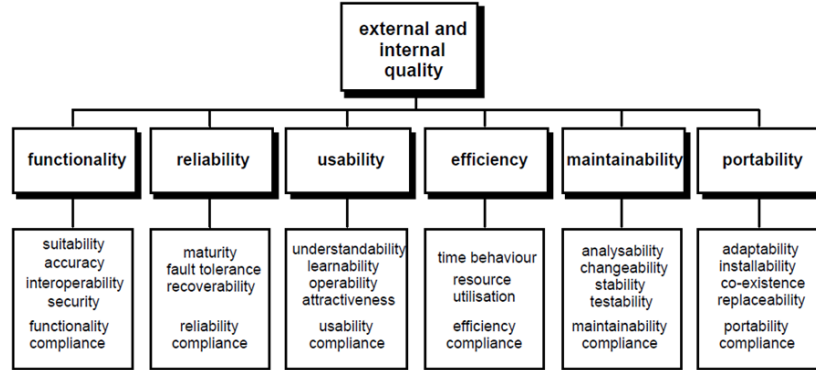 external and
internal
quality
functionality
reliability
usability
efficiency
maintainability
portability
suitability
accuracy
interoperability
security
functionality
compliance
maturity
fault tolerance
recoverability
reliability
compliance
understandability
learnability
operability
attractiveness
usability
compliance
time behaviour
resource
utilisation
efficiency
compliance
analysability
changeability
stability
testability
maintainability
compliance
adaptability
installability
co-existence
replaceability
portability
compliance